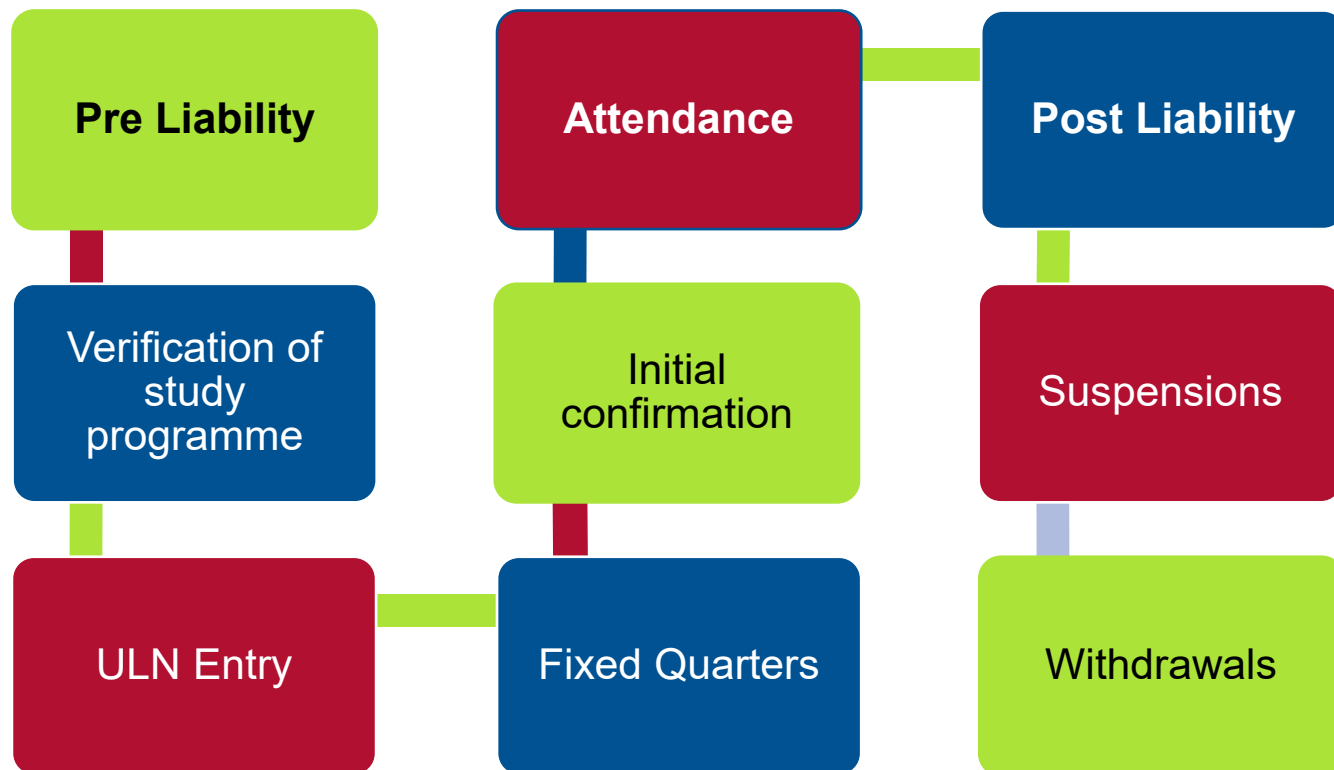 Pre Liability
Verification of
study
programme
ULN Entry
Fixed Quarters
Initial
confirmation
Attendance
Post Liability
Suspensions
Withdrawals